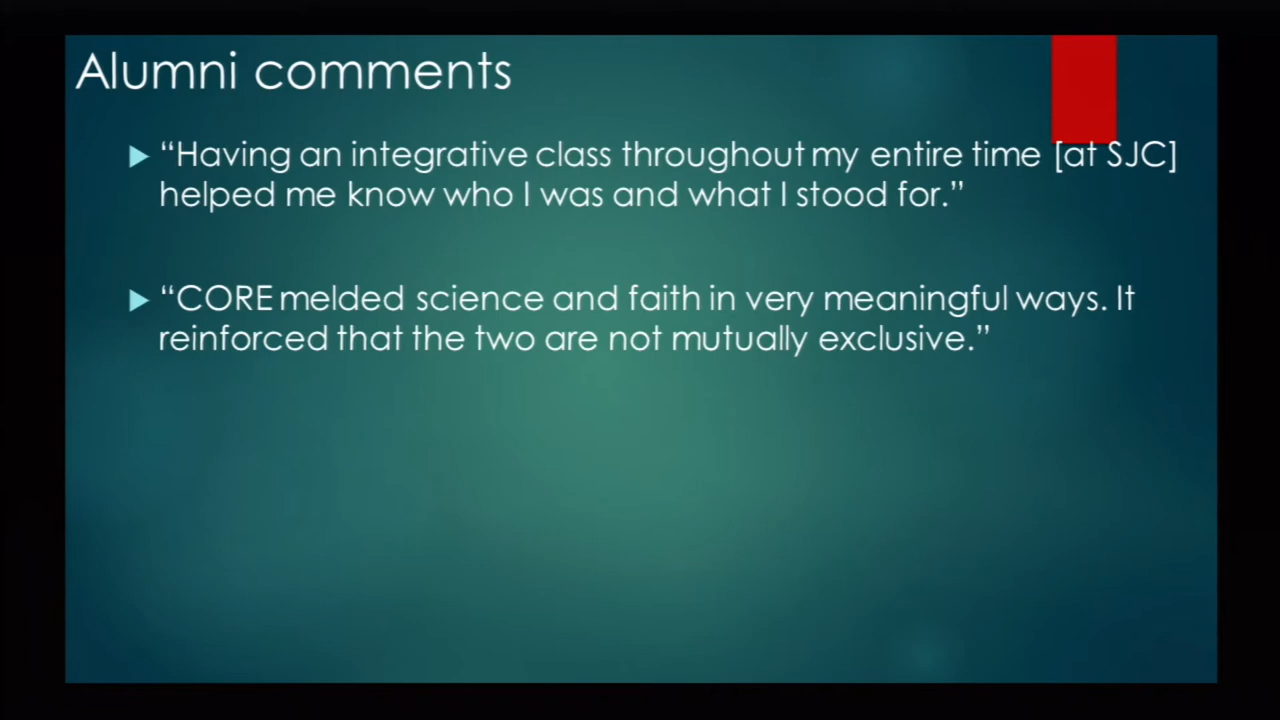 Alumni comments
“Having an integrative class throughout my entire time [at SJC]
helped me know who I was and what I stood for.”
“CORE melded science and faith in very meaningful ways. It
reinforced that the two are not mutually exclusive.”